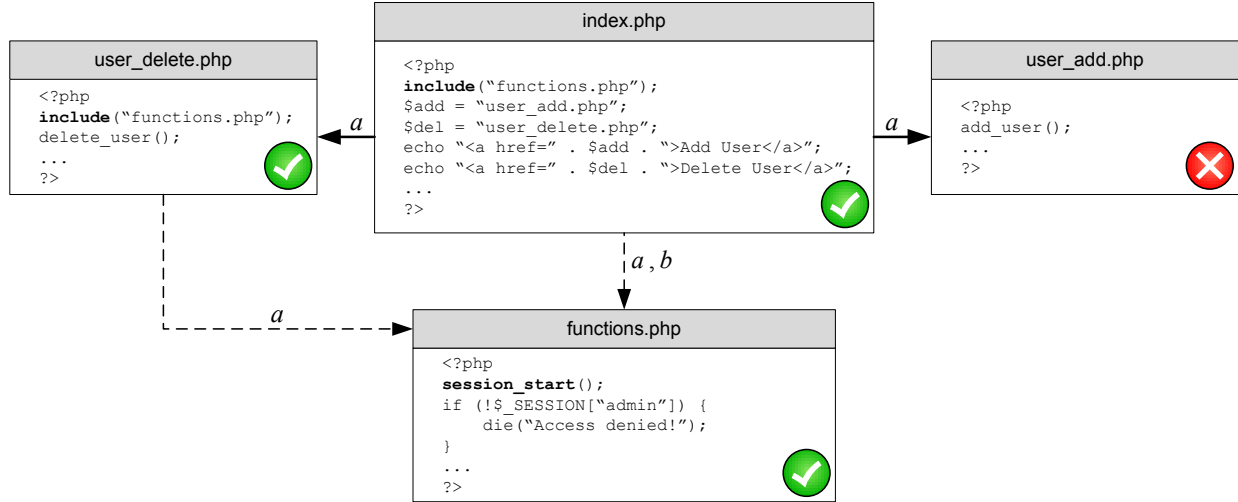 index.php
<?php
include(“functions.php”);
$add = “user_add.php”;
$del = “user_delete.php”;
echo “<a href=” . $add . “>Add User</a>”;
echo “<a href=” . $del . “>Delete User</a>”;
...
?>
user_delete.php
<?php
include(“functions.php”);
delete_user();
...
?>
a
a
user_add.php
<?php
add_user();
...
?>
a , b
a
functions.php
<?php
session_start();
if (!$_SESSION[“admin”]) {
    die(“Access denied!”);
}
...
?>